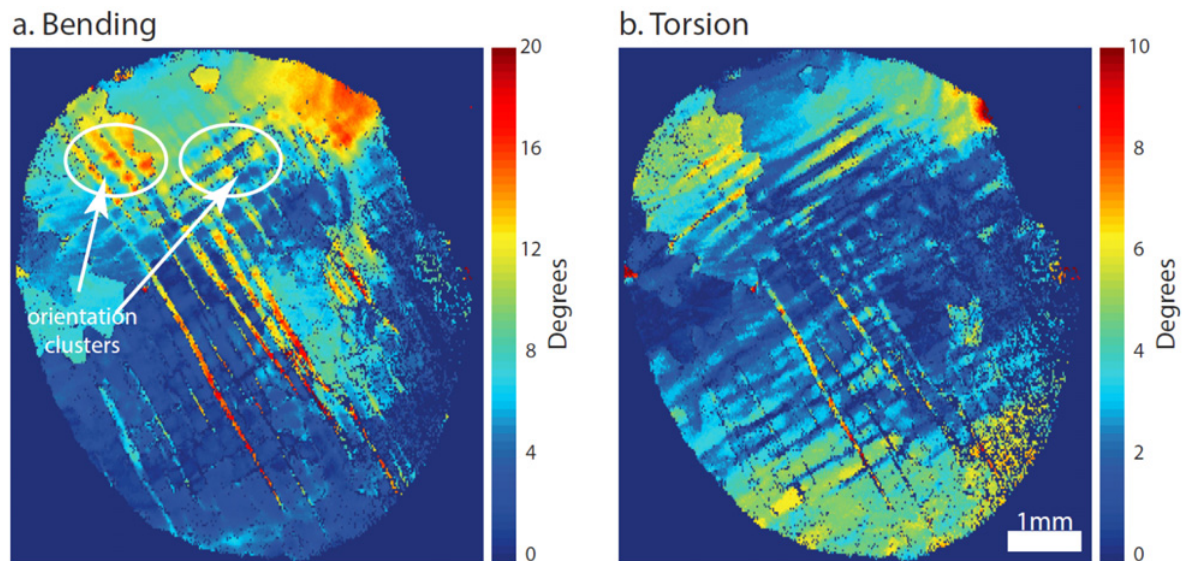 a. Bending
b. Torsion
20
16
12
8
4
0
Degrees
orientation
clusters
10
8
6
4
2
0
Degrees
1mm